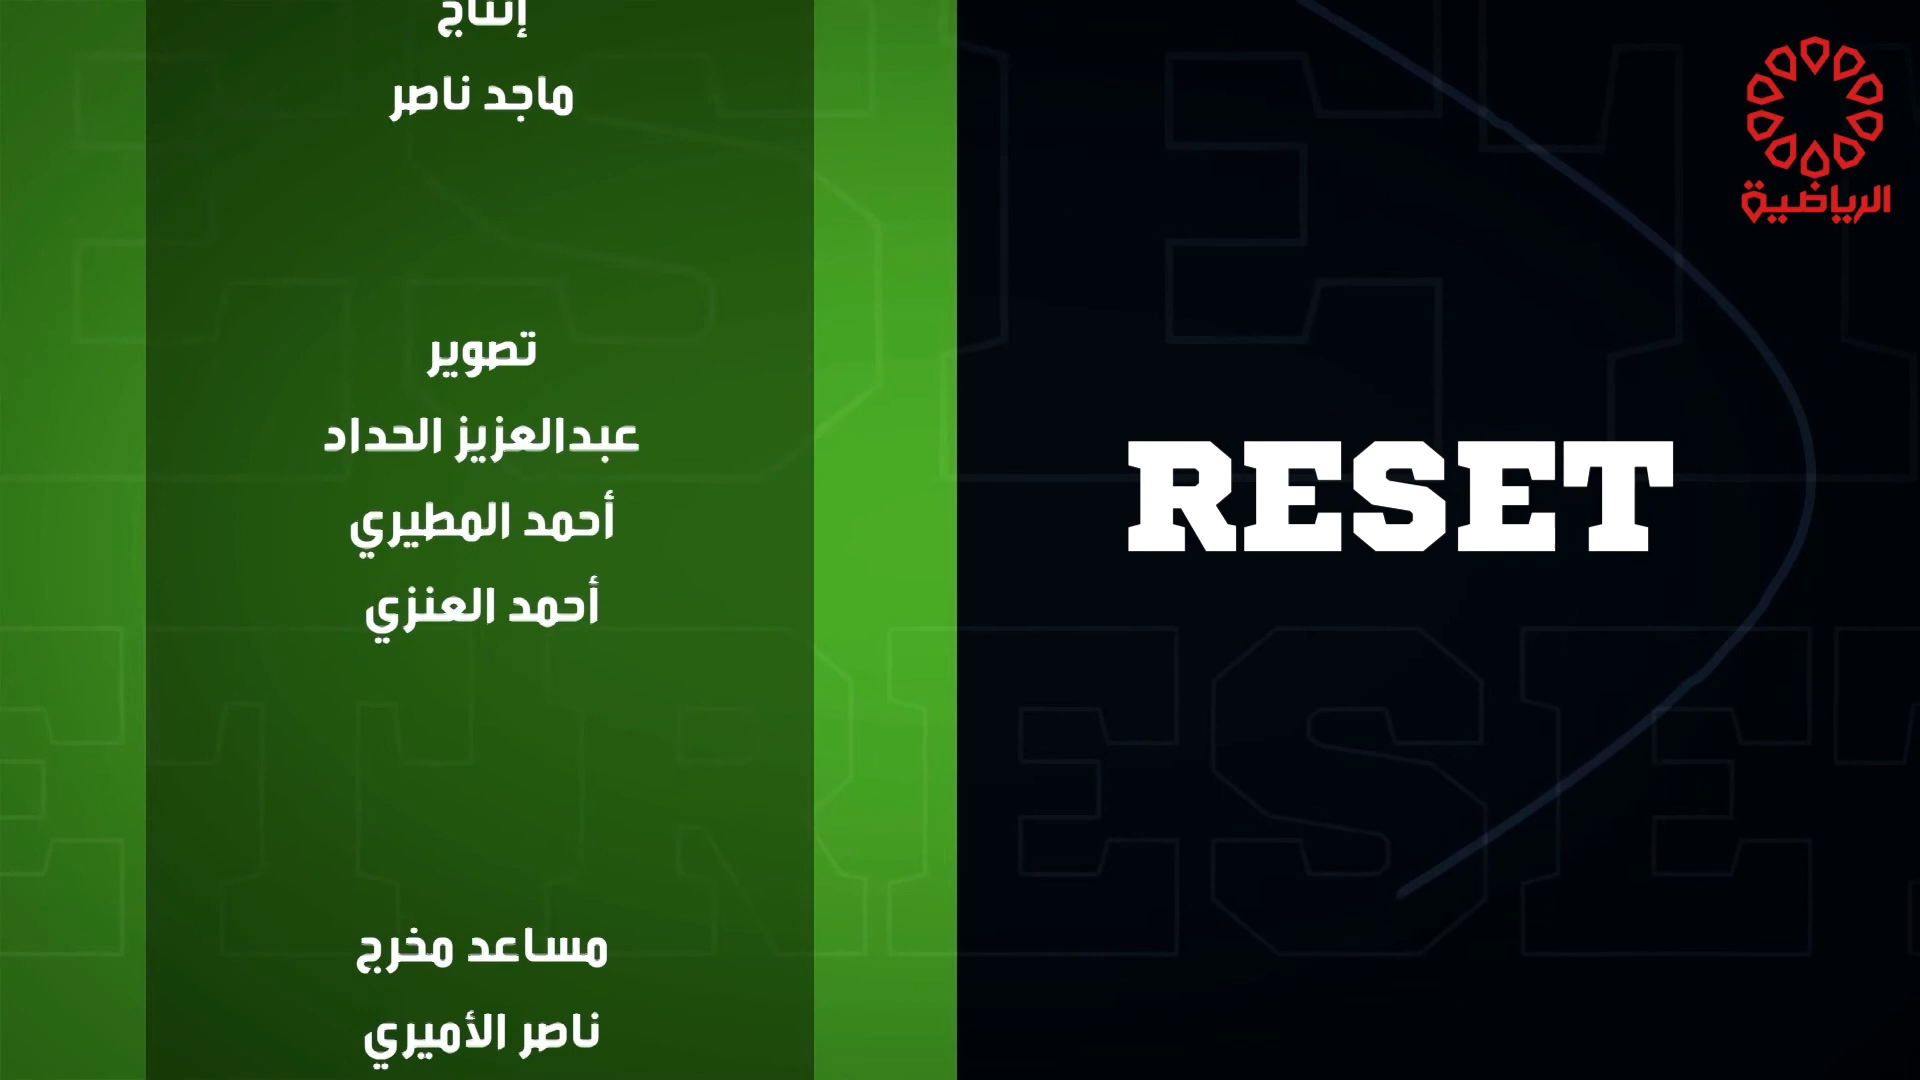 إنتاج
ماجد ناصر
تصوير
عبدالعزيز الحداد
أحمد المطيري
أحمد العنزي
مساعد مخرج
ناصر الأميري
RESET
الرياضية